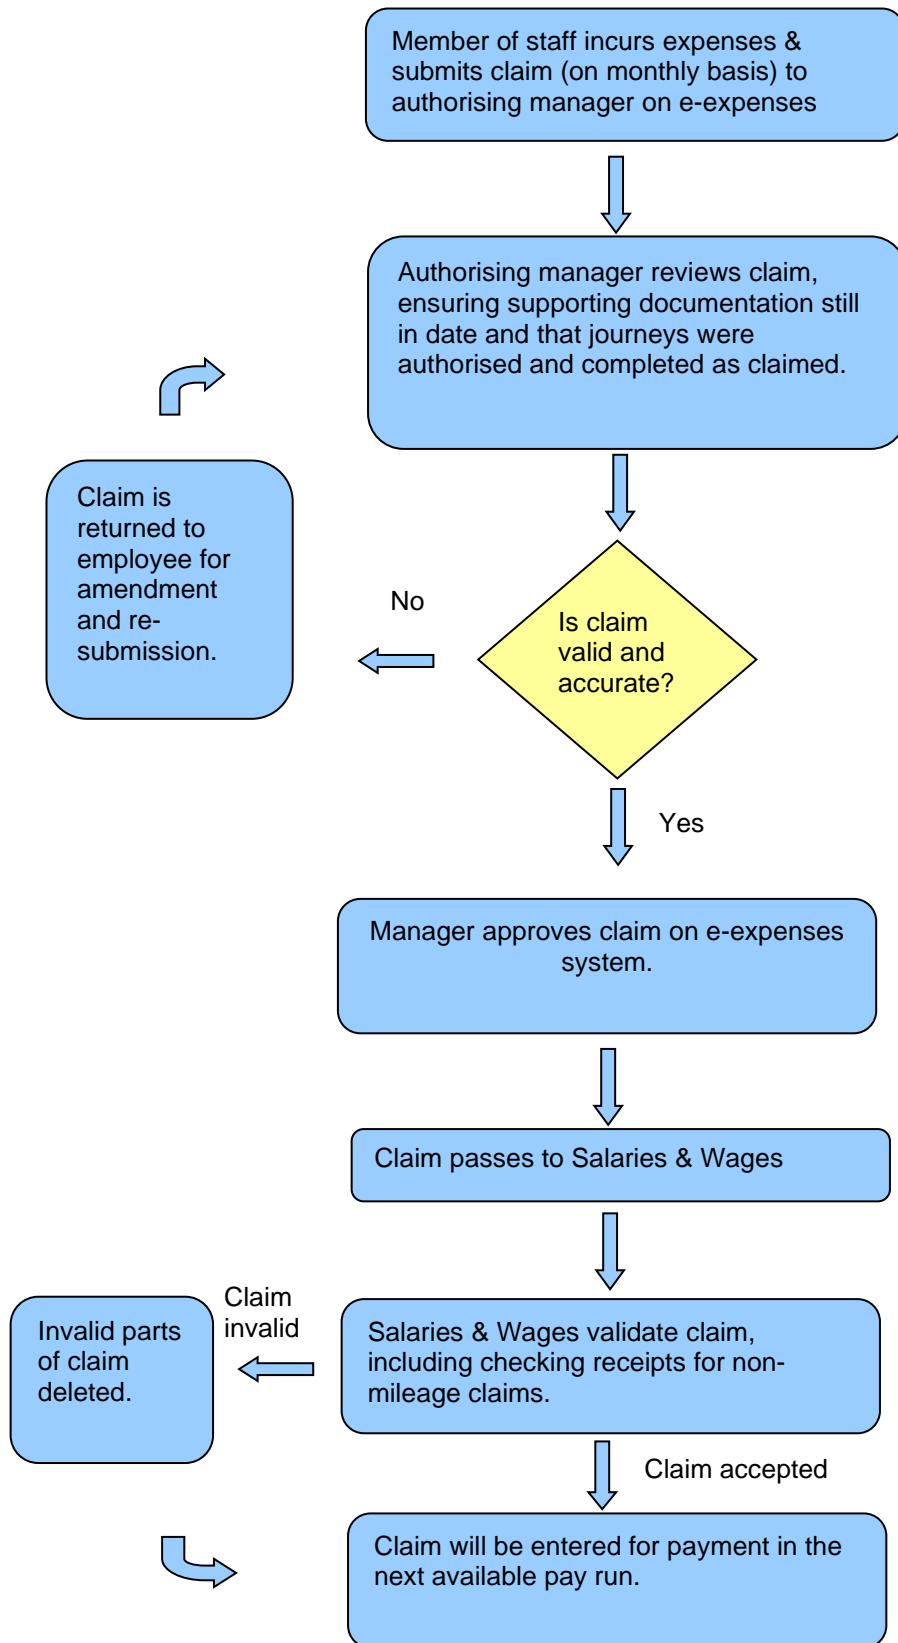 Member of staff incurs expenses &
submits claim (on monthly basis) to
authorising manager on e-expenses
Authorising manager reviews claim,
ensuring supporting documentation still
in date and that journeys were
authorised and completed as claimed.
Claim is
returned to
employee for
amendment
and re-
submission.
No
Is claim
valid and
accurate?
Yes
Manager approves claim on e-expenses
system.
Claim passes to Salaries & Wages
Claim
invalid
Invalid parts
of claim
deleted.
Salaries & Wages validate claim,
including checking receipts for non-
mileage claims.
Claim accepted
Claim will be entered for payment in the
next available pay run.